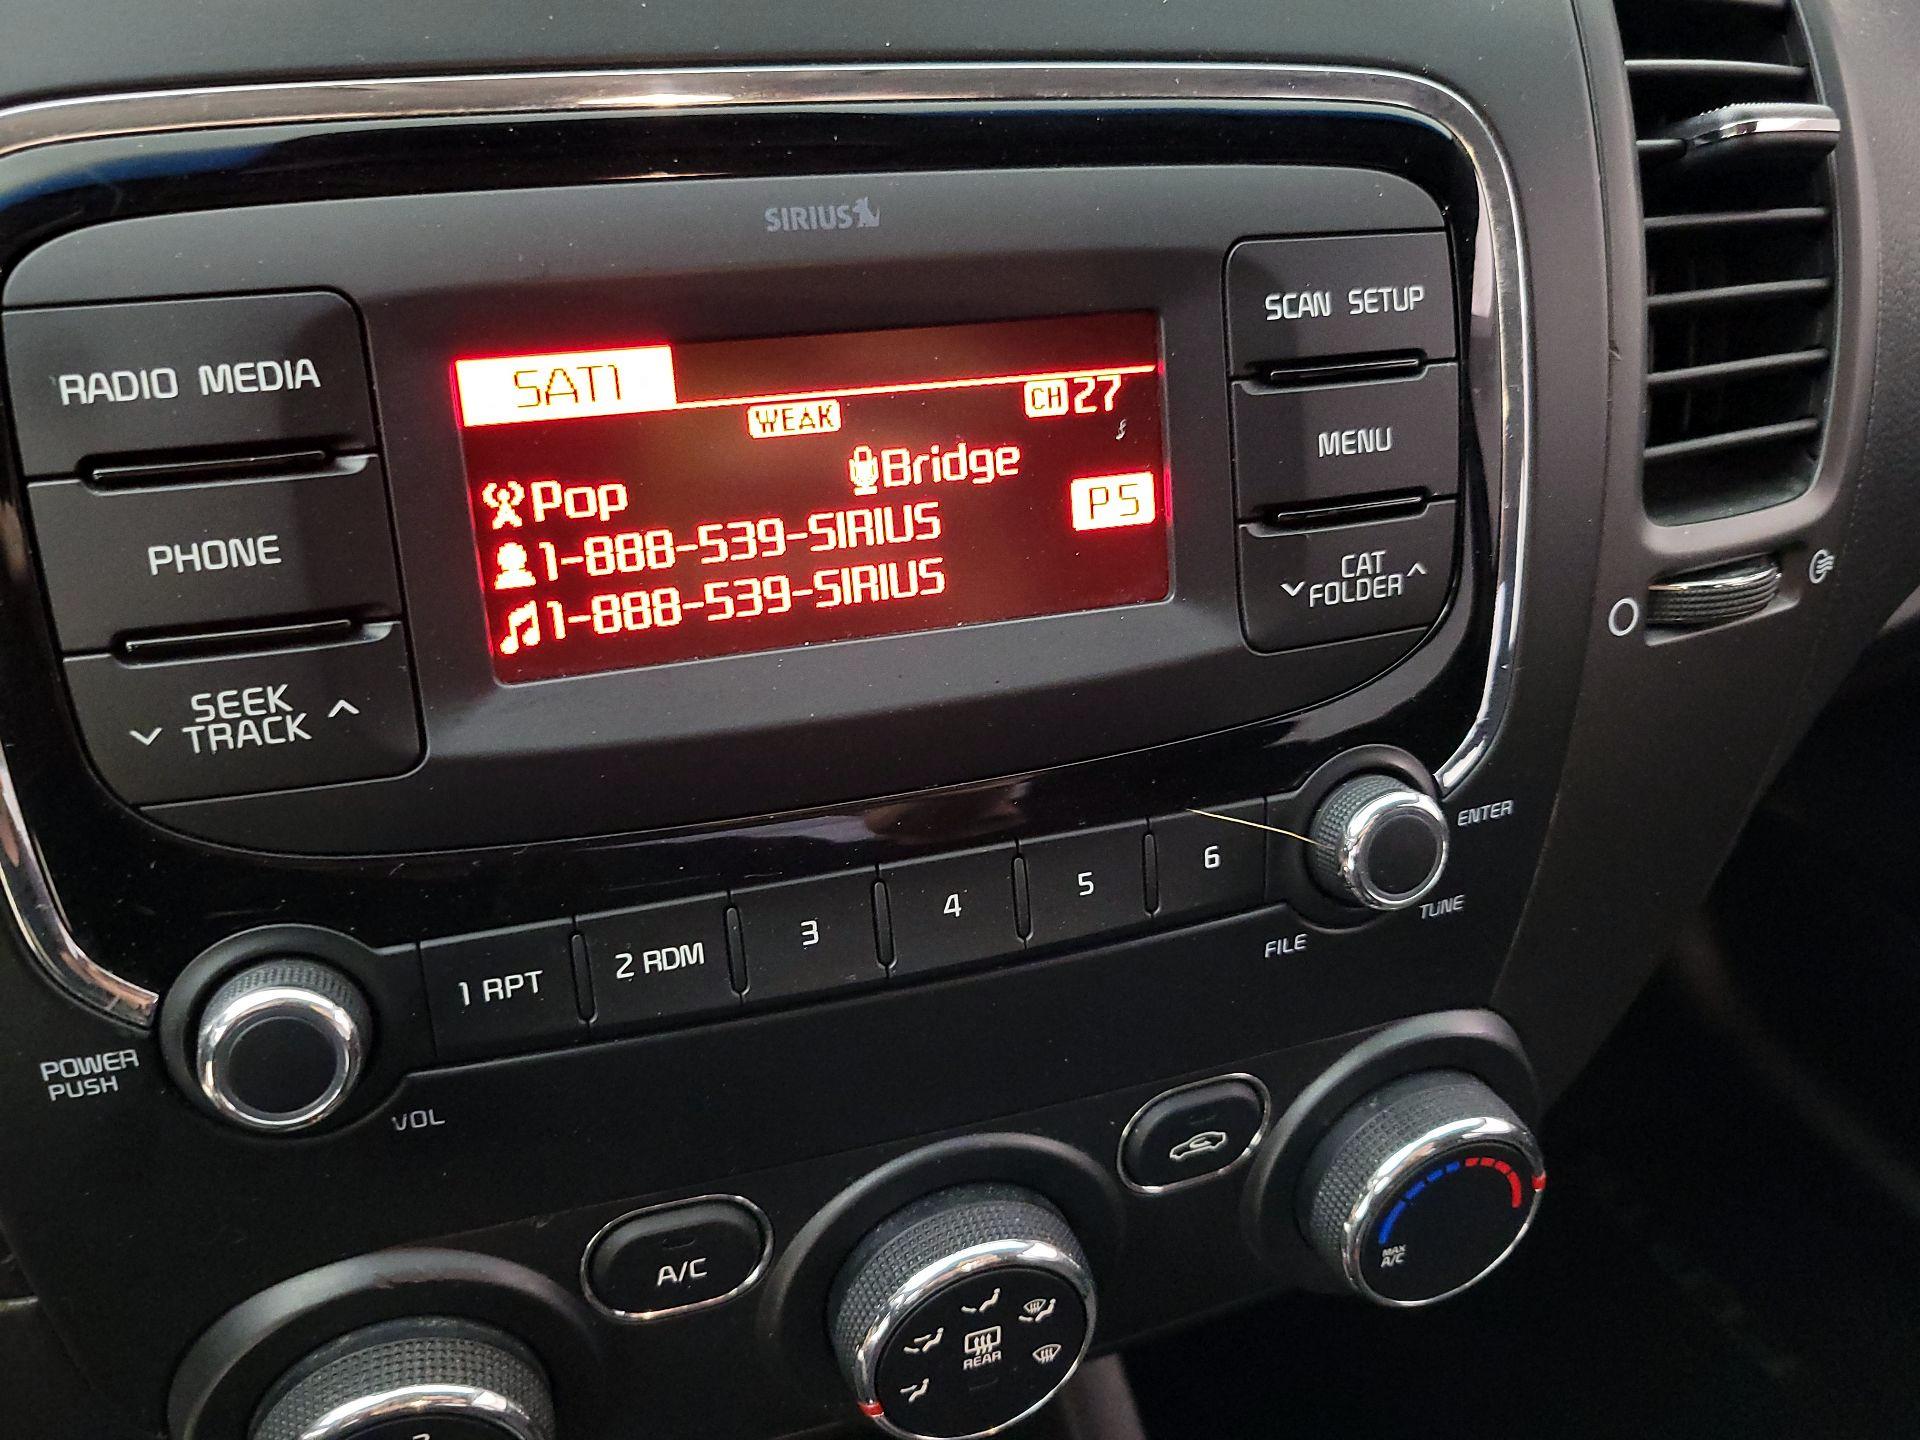 SIRIUS
RADIO MEDIA
PHONE
SEEK
TRACK
SAT1
WEAK
CH 27
Pop
Bridge
1-888-539-SIRIUS
P5
1-888-539-SIRIUS
SCAN SETUP
MENU
CAT
FOLDER
POWER
PUSH
VOL
1 RPT
2 RDM
3
4
5
6
ENTER
TUNE
FILE
A/C
REAR
MAX
A/C